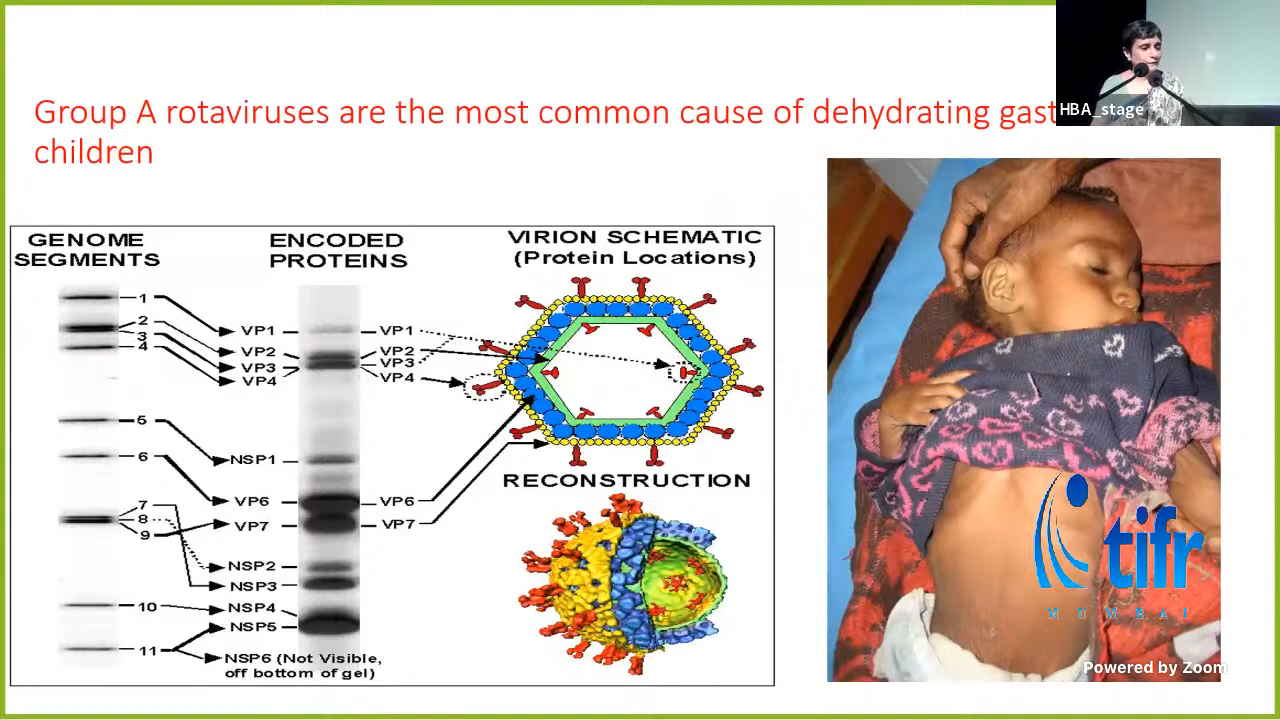 Group A rotaviruses are the most common cause of dehydrating gast
children
HBA_stage
GENOME
SEGMENTS
ENCODED
PROTEINS
VIRION SCHEMATIC
(Protein Locations)
1
2
3
4
5
6
7
8
9
10
11
VP1
VP2
VP3
VP4
NSP1
VP6
VP7
NSP2
NSP3
NSP4
NSP5
NSP6 (Not Visible,
off bottom of gel)
VP1
VP2
VP3
VP4
VP6
VP7
RECONSTRUCTION
tifr
MUMBAI
Powered by Zoom